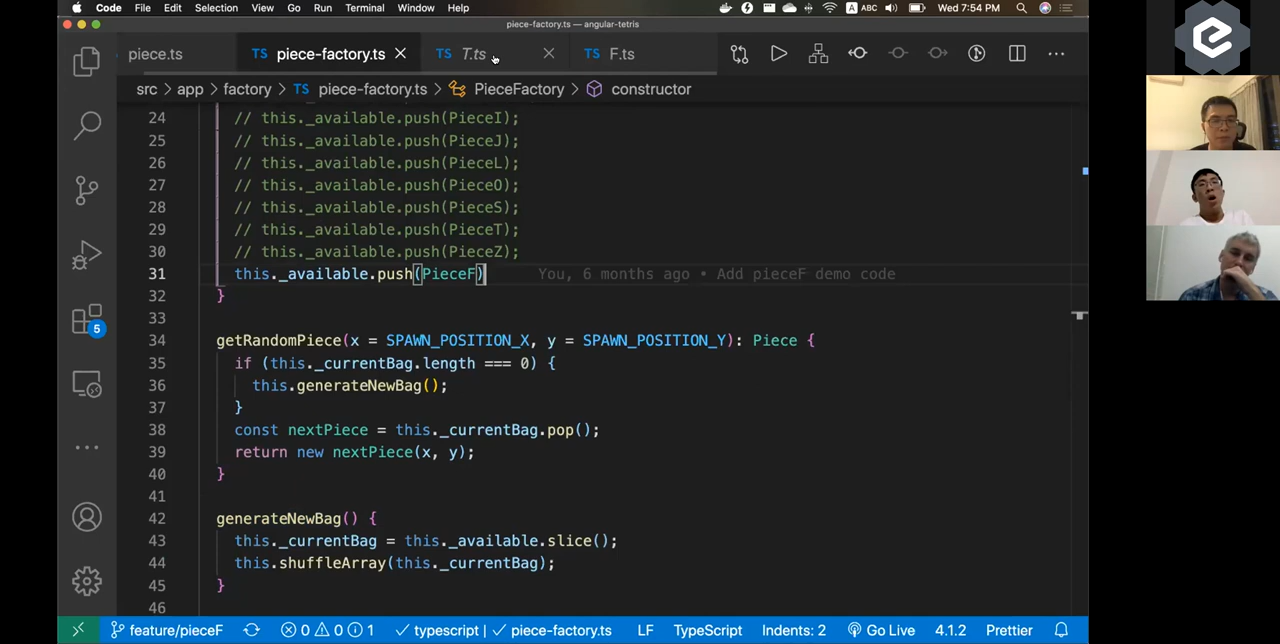 Code File Edit Selection View Go Run Terminal Window Help A ABC Wed 7:54 PM
piece-factory.ts — angular-tetris
piece.ts TS piece-factory.ts TS T.ts TS F.ts
src > app > factory > TS piece-factory.ts > PieceFactory > constructor
24 // this._available.push(PieceI);
25 // this._available.push(PieceJ);
26 // this._available.push(PieceL);
27 // this._available.push(PieceO);
28 // this._available.push(PieceS);
29 // this._available.push(PieceT);
30 // this._available.push(PieceZ);
31 this._available.push(PieceF) You, 6 months ago • Add pieceF demo code
32 }
33
34 getRandomPiece(x = SPAWN_POSITION_X, y = SPAWN_POSITION_Y): Piece {
35 if (this._currentBag.length === 0) {
36 this.generateNewBag();
37 }
38 const nextPiece = this._currentBag.pop();
39 return new nextPiece(x, y);
40 }
41
42 generateNewBag() {
43 this._currentBag = this._available.slice();
44 this.shuffleArray(this._currentBag);
45 }
46
5
feature/pieceF 0 0 1 typescript | piece-factory.ts LF TypeScript Indents: 2 Go Live 4.1.2 Prettier